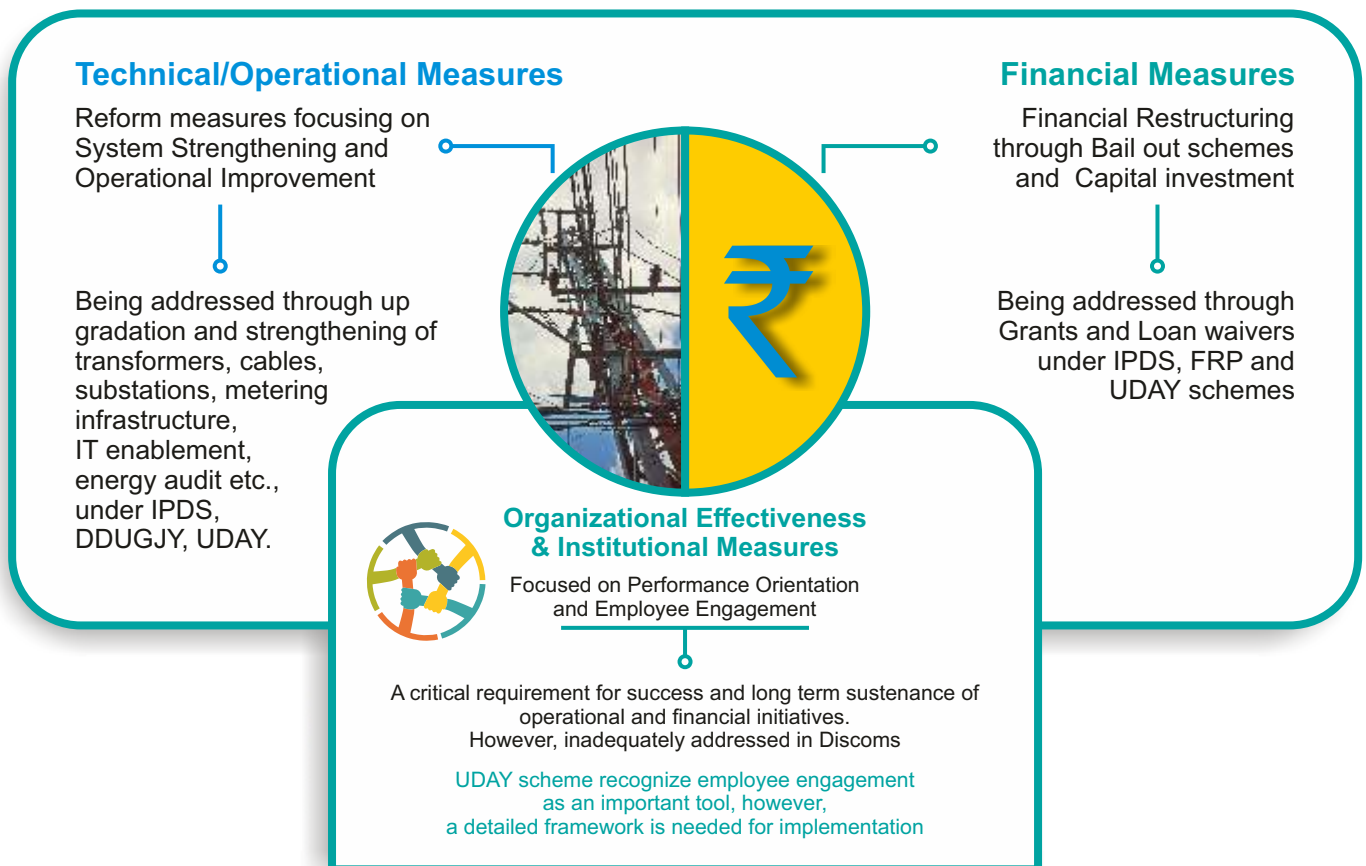 Technical/Operational Measures
Reform measures focusing on
System Strengthening and
Operational Improvement
Being addressed through up
gradation and strengthening of
transformers, cables,
substations, metering
infrastructure,
IT enablement,
energy audit etc.,
under IPDS,
DDUGJY, UDAY.
Financial Measures
Financial Restructuring
through Bail out schemes
and Capital investment
Being addressed through
Grants and Loan waivers
under IPDS, FRP and
UDAY schemes
₹
Organizational Effectiveness
& Institutional Measures
Focused on Performance Orientation
and Employee Engagement
A critical requirement for success and long term sustenance of
operational and financial initiatives.
However, inadequately addressed in Discoms
UDAY scheme recognize employee engagement
as an important tool, however,
a detailed framework is needed for implementation